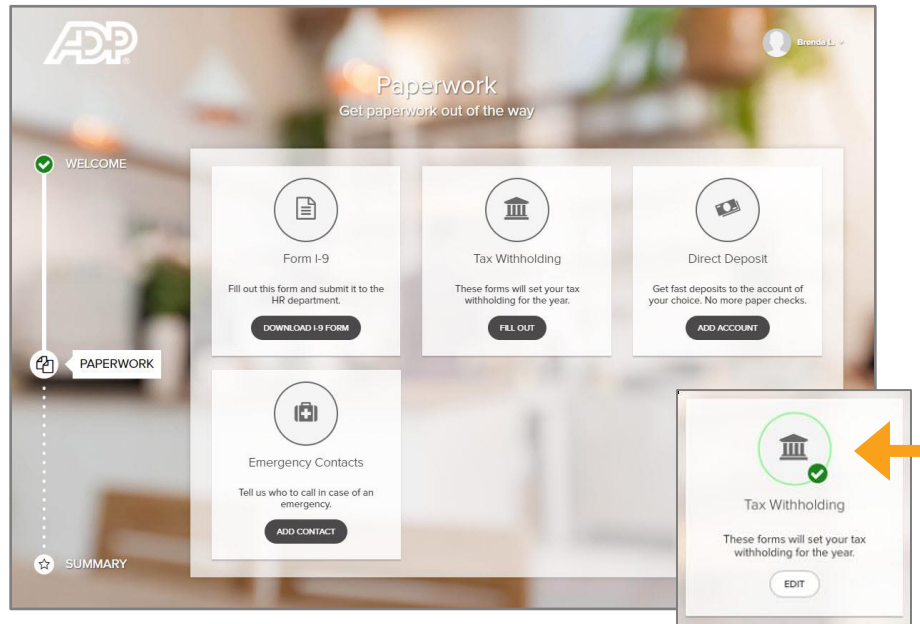 ADP
Brenda L.
Paperwork
Get paperwork out of the way
WELCOME
PAPERWORK
SUMMARY
Form I-9
Fill out this form and submit it to the
HR department.
DOWNLOAD I-9 FORM
Tax Withholding
These forms will set your tax
withholding for the year.
FILL OUT
Direct Deposit
Get fast deposits to the account of
your choice. No more paper checks.
ADD ACCOUNT
Emergency Contacts
Tell us who to call in case of an
emergency.
ADD CONTACT
Tax Withholding
These forms will set your tax
withholding for the year.
EDIT